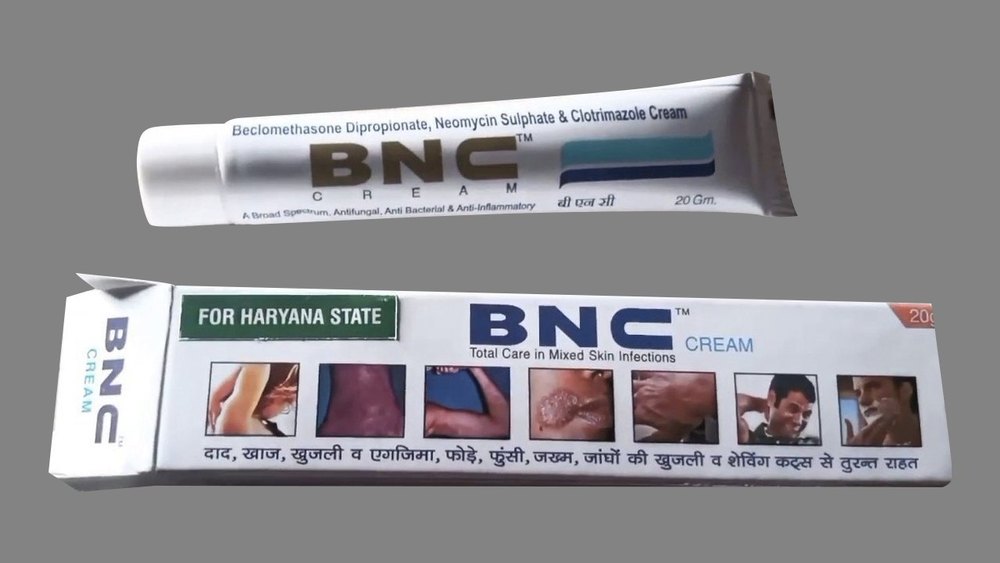 Beclomethasone Dipropionate, Neomycin Sulphate & Clotrimazole Cream
BNC™
CREAM
A Broad Spectrum, Antifungal, Anti Bacterial & Anti-Inflammatory
बी एन सी
20 Gm.
BNC™
CREAM
FOR HARYANA STATE
BNC™
CREAM
Total Care in Mixed Skin Infections
20g
दाद, खाज, खुजली व एगजिमा, फोड़े, फुंसी, जख्म, जांघों की खुजली व शेविंग कट्स से तुरन्त राहत